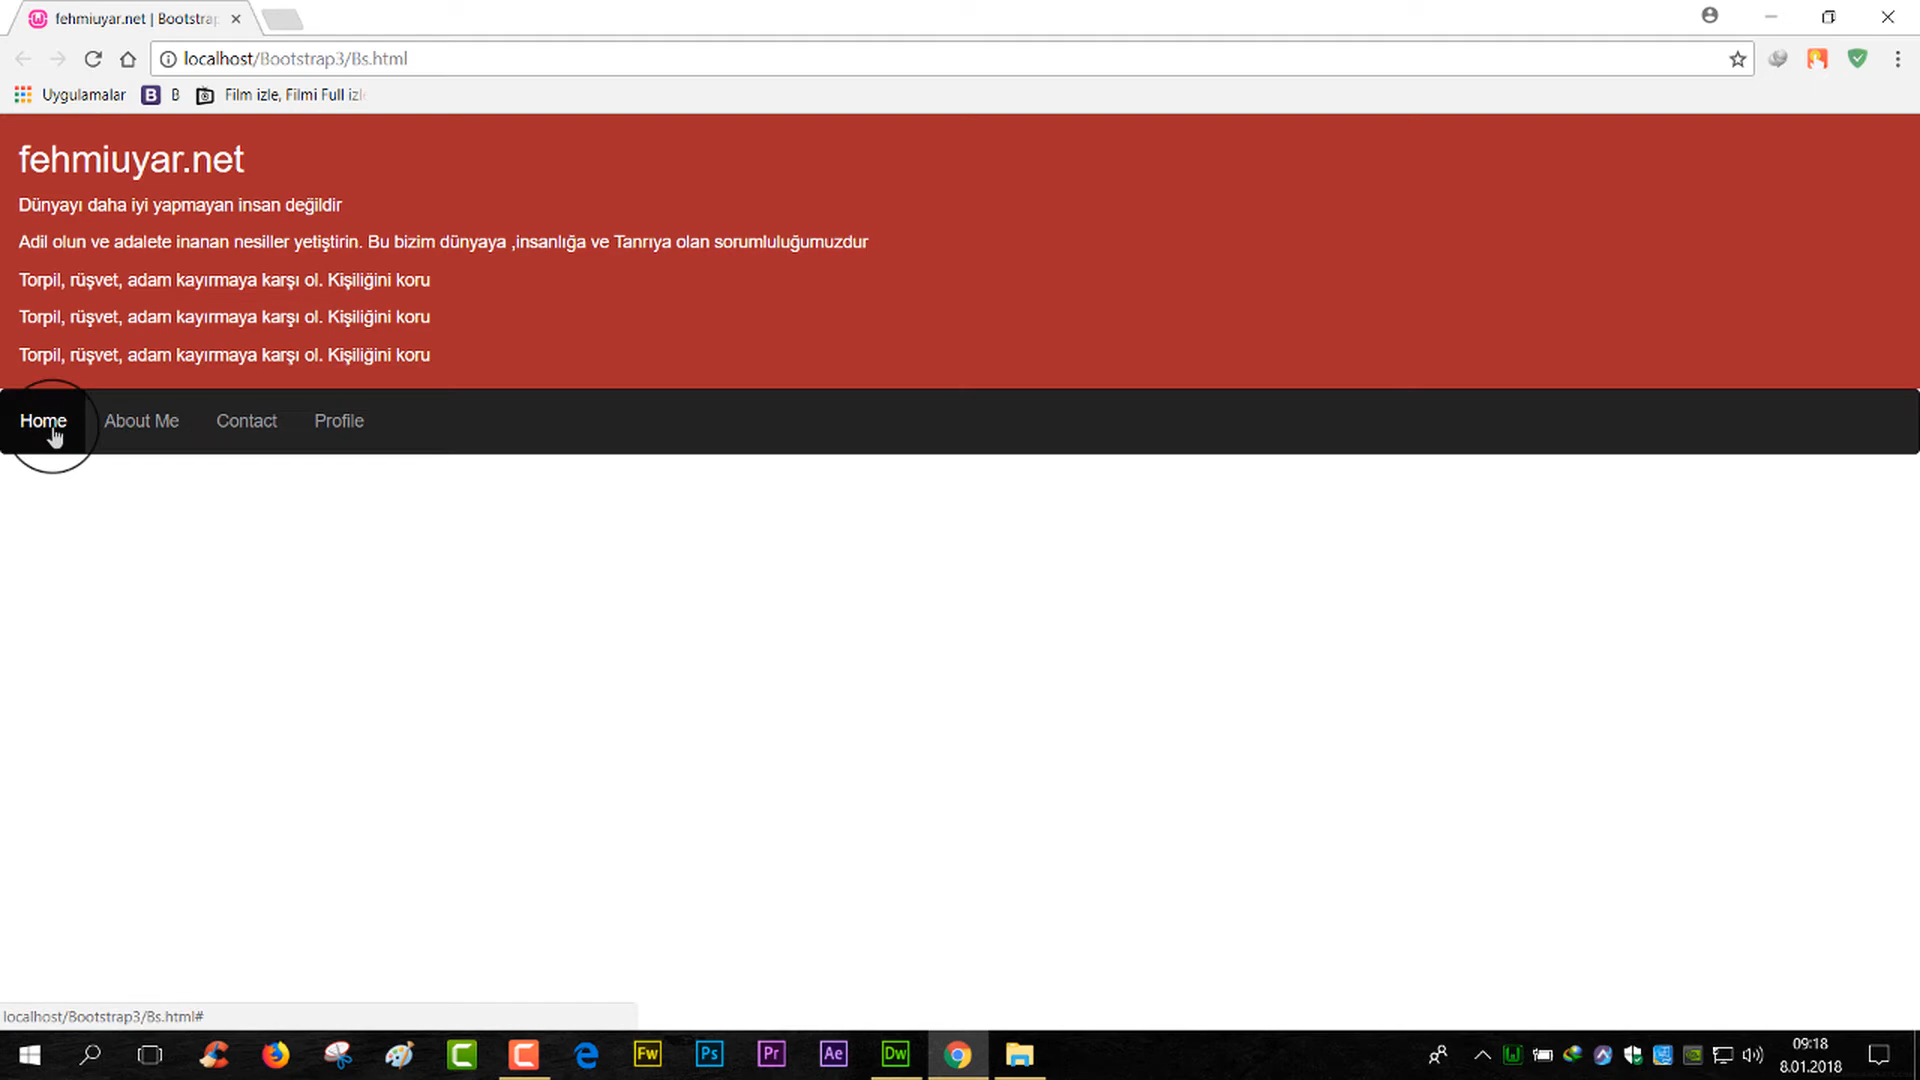 fehmiuyar.net | Bootstrap
localhost/Bootstrap3/Bs.html
Uygulamalar
B
B
Film izle, Filmi Full izle
fehmiuyar.net
Dünyayı daha iyi yapmayan insan değildir
Adil olun ve adalete inanan nesiller yetiştirin. Bu bizim dünyaya ,insanlığa ve Tanrıya olan sorumluluğumuzdur
Torpil, rüşvet, adam kayırmaya karşı ol. Kişiliğini koru
Torpil, rüşvet, adam kayırmaya karşı ol. Kişiliğini koru
Torpil, rüşvet, adam kayırmaya karşı ol. Kişiliğini koru
Home About Me Contact Profile
localhost/Bootstrap3/Bs.html#
Fw Ps Pr Ae Dw
09:18
8.01.2018